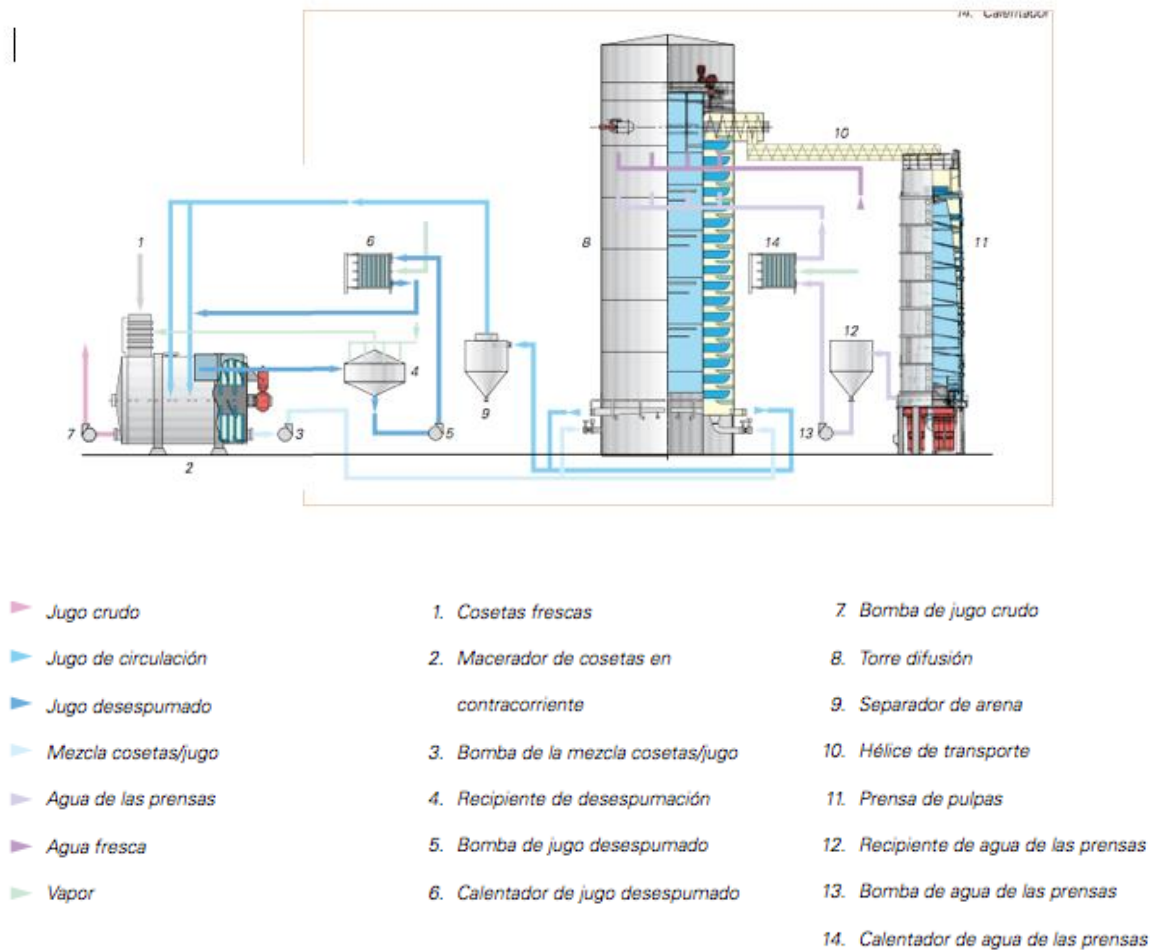 14. Calentador
10
1
6
8
14
11
12
4
9
7
3
5
13
2
Jugo crudo
Jugo de circulación
Jugo desespumado
Mezcla cosetas/jugo
Agua de las prensas
Agua fresca
Vapor
1. Cosetas frescas
2. Macerador de cosetas en
contracorriente
3. Bomba de la mezcla cosetas/jugo
4. Recipiente de desespumación
5. Bomba de jugo desespumado
6. Calentador de jugo desespumado
7. Bomba de jugo crudo
8. Torre difusión
9. Separador de arena
10. Hélice de transporte
11. Prensa de pulpas
12. Recipiente de agua de las prensas
13. Bomba de agua de las prensas
14. Calentador de agua de las prensas